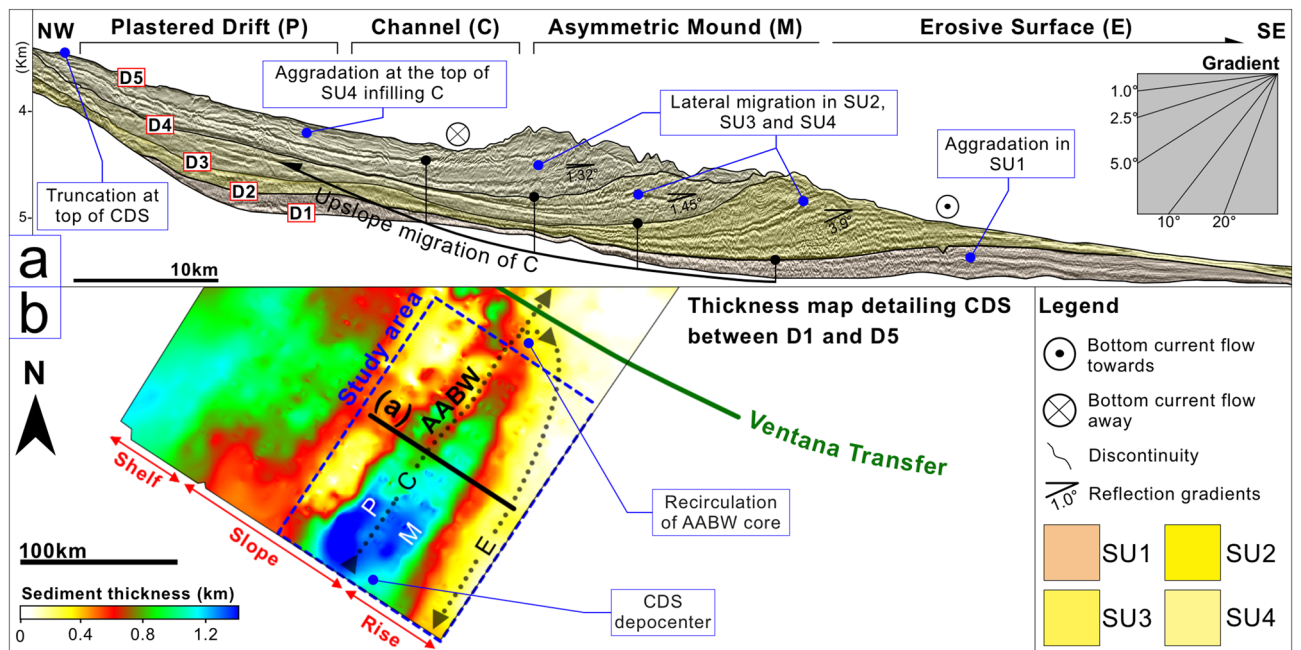 NW
Plastered Drift (P)
Channel (C)
Asymmetric Mound (M)
Erosive Surface (E)
SE
(Km)
4
5
D5
D4
D3
D2
D1
Aggradation at the top of
SU4 infilling C
Lateral migration in SU2,
SU3 and SU4
Aggradation in
SU1
Truncation at
top of CDS
Upslope migration of C
1.32°
1.45°
3.9°
Gradient
1.0°
2.5°
5.0°
10°
20°
a
10km
b
Thickness map detailing CDS
between D1 and D5
N
Study area
(a)
AABW
C
P
M
E
Ventana Transfer
Recirculation
of AABW core
CDS
depocenter
Shelf
Slope
Rise
100km
Sediment thickness (km)
0
0.4
0.8
1.2
Legend
Bottom current flow
towards
Bottom current flow
away
Discontinuity
1.0°
Reflection gradients
SU1
SU2
SU3
SU4